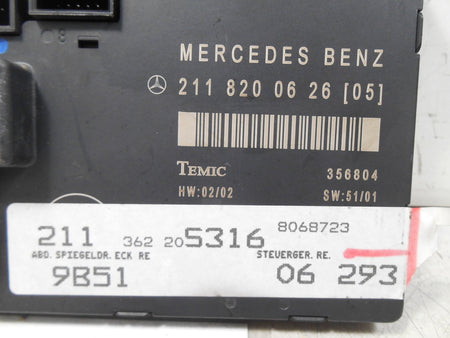 MERCEDES BENZ
211 820 06 26 [05]
TEMIC 356804
HW:02/02 SW:51/01
211 362 205316 8068723
ABD. SPIEGELDR. ECK RE STEUERGER. RE.
9B51 06 293